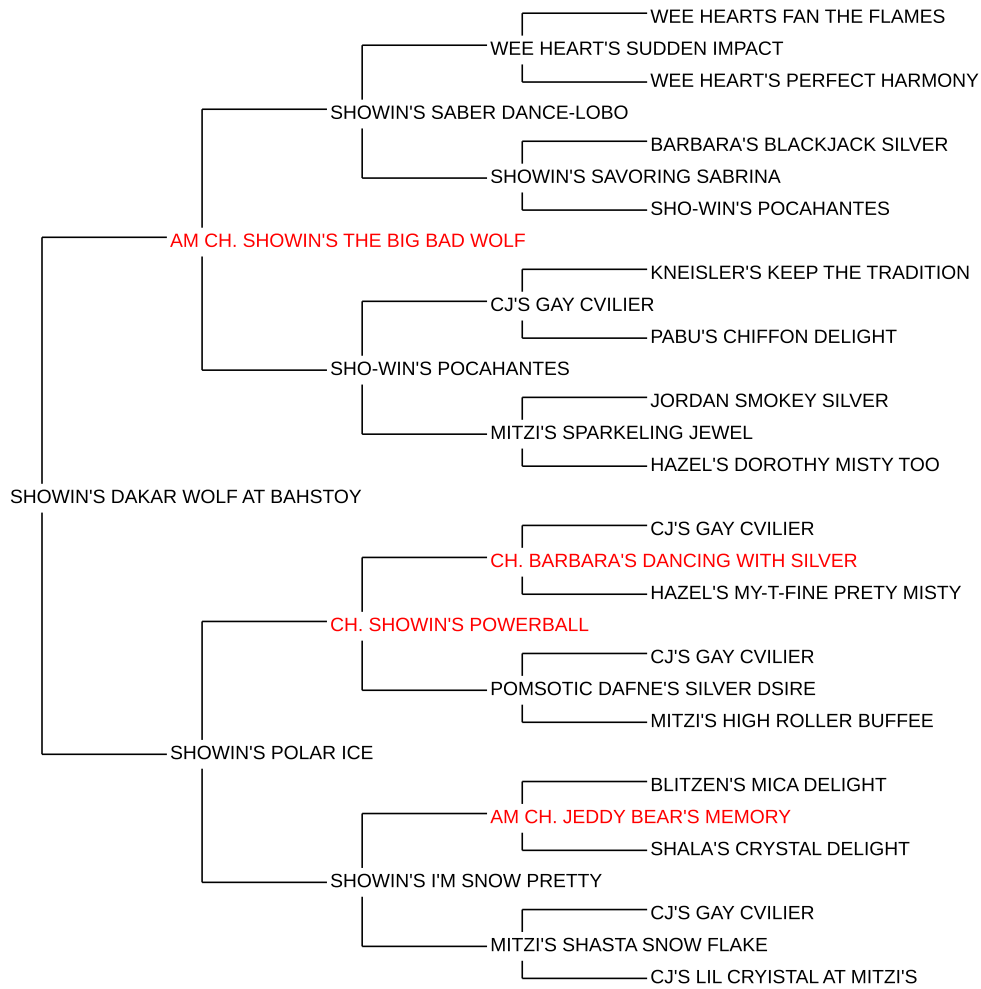 WEE HEARTS FAN THE FLAMES
WEE HEART'S SUDDEN IMPACT
WEE HEART'S PERFECT HARMONY
SHOWIN'S SABER DANCE-LOBO
BARBARA'S BLACKJACK SILVER
SHOWIN'S SAVORING SABRINA
SHO-WIN'S POCAHANTES
AM CH. SHOWIN'S THE BIG BAD WOLF
KNEISLER'S KEEP THE TRADITION
CJ'S GAY CVILIER
PABU'S CHIFFON DELIGHT
SHO-WIN'S POCAHANTES
JORDAN SMOKEY SILVER
MITZI'S SPARKELING JEWEL
HAZEL'S DOROTHY MISTY TOO
SHOWIN'S DAKAR WOLF AT BAHSTOY
CJ'S GAY CVILIER
CH. BARBARA'S DANCING WITH SILVER
HAZEL'S MY-T-FINE PRETY MISTY
CH. SHOWIN'S POWERBALL
CJ'S GAY CVILIER
POMSOTIC DAFNE'S SILVER DSIRE
MITZI'S HIGH ROLLER BUFFEE
SHOWIN'S POLAR ICE
BLITZEN'S MICA DELIGHT
AM CH. JEDDY BEAR'S MEMORY
SHALA'S CRYSTAL DELIGHT
SHOWIN'S I'M SNOW PRETTY
CJ'S GAY CVILIER
MITZI'S SHASTA SNOW FLAKE
CJ'S LIL CRYISTAL AT MITZI'S